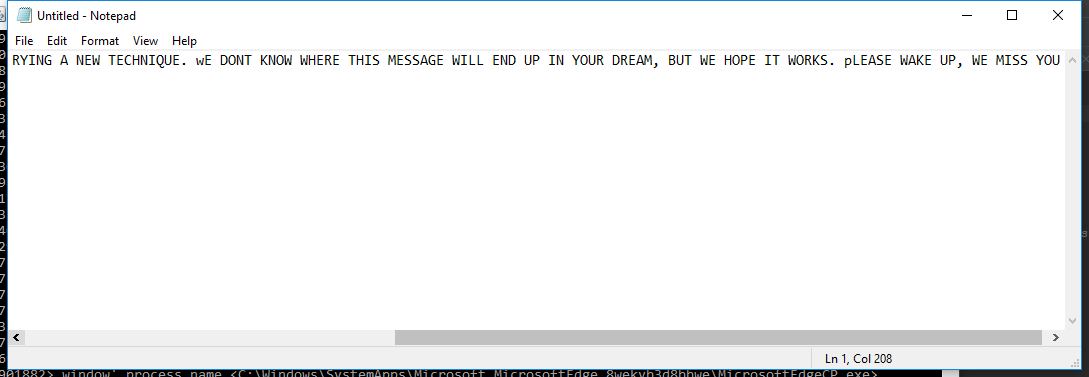 Untitled - Notepad
File Edit Format View Help
RYING A NEW TECHNIQUE. wE DONT KNOW WHERE THIS MESSAGE WILL END UP IN YOUR DREAM, BUT WE HOPE IT WORKS. pLEASE WAKE UP, WE MISS YOU
Ln 1, Col 208
001882> window' process name <C:\Windows\SystemApps\Microsoft.MicrosoftEdge_8wekyb3d8bbwe\MicrosoftEdgeCP.exe>